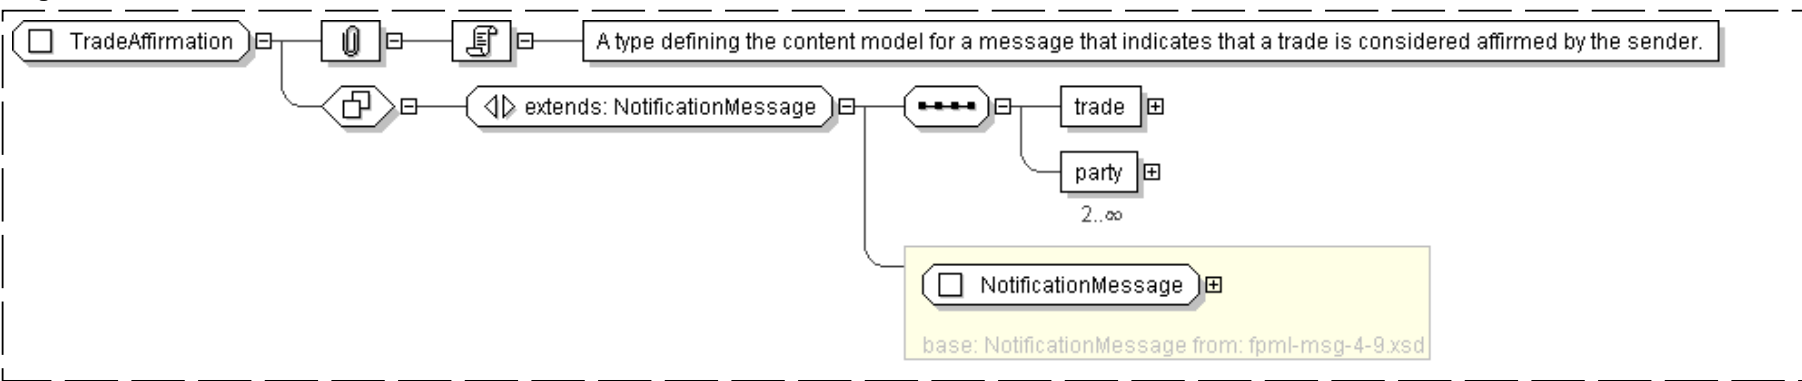 TradeAffirmation
A type defining the content model for a message that indicates that a trade is considered affirmed by the sender.
extends: NotificationMessage
trade
party
2..∞
NotificationMessage
base: NotificationMessage from: fpml-msg-4-9.xsd